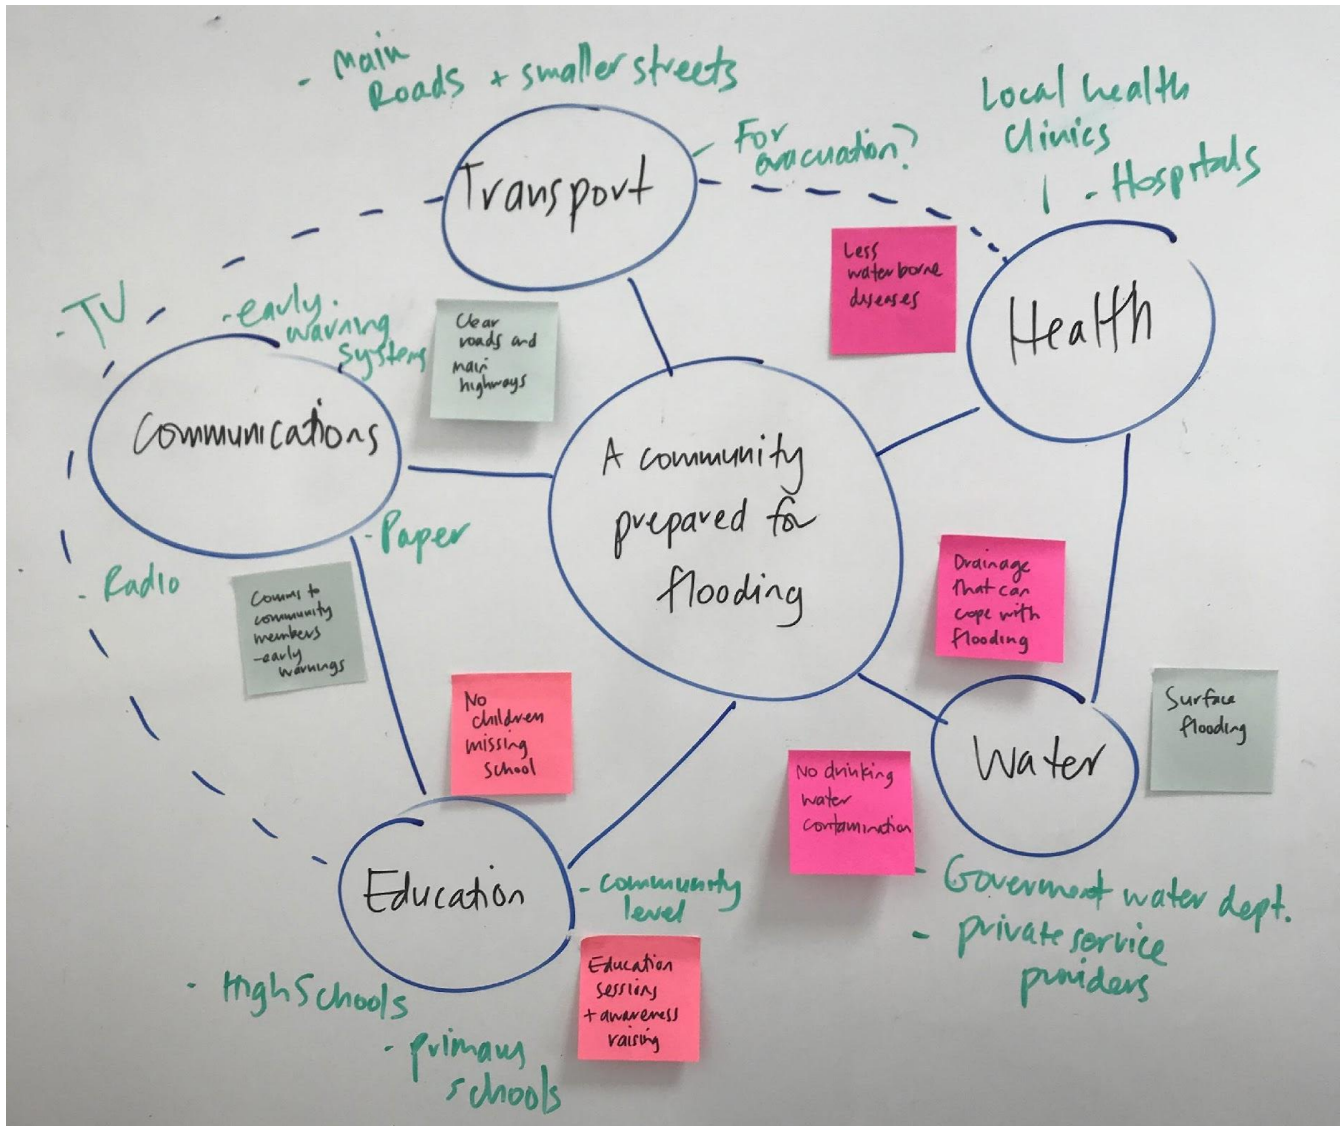 - Main
Roads + smaller streets
Transport
- For
evacuation?
Local health
clinics
- Hospitals
Health
Less
water borne
diseases
- TV
- early
warning
systems
Communications
- Paper
- Radio
Clear
roads and
main
highways
A community
prepared for
flooding
Comms to
community
members
- early
warnings
No
children
missing
school
Drainage
that can
cope with
flooding
Water
Surface
flooding
No drinking
water
contamination
- Goverment water dept.
- private service
providers
Education
- community
level
- High Schools
- primary
schools
Education
sessions
+ awareness
raising